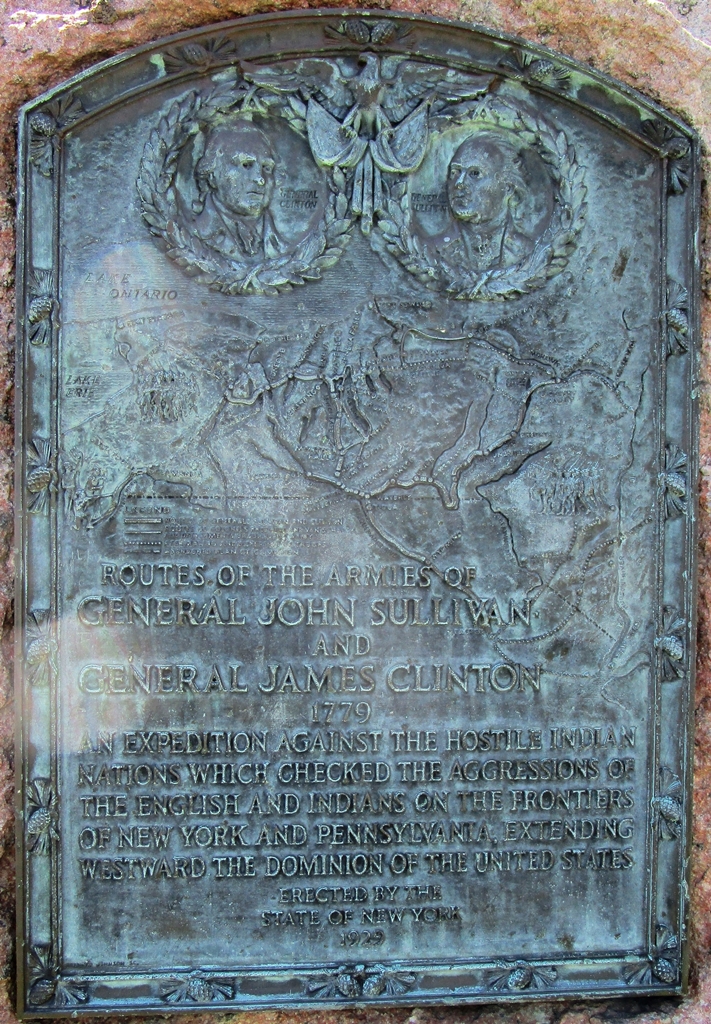 GENERAL
CLINTON
LAKE
ONTARIO
LAKE
ERIE
ROUTES OF THE ARMIES OF
GENERAL JOHN SULLIVAN
AND
GENERAL JAMES CLINTON
1779
AN EXPEDITION AGAINST THE HOSTILE INDIAN
NATIONS WHICH CHECKED THE AGGRESSIONS OF
THE ENGLISH AND INDIANS ON THE FRONTIERS
OF NEW YORK AND PENNSYLVANIA, EXTENDING
WESTWARD THE DOMINION OF THE UNITED STATES
ERECTED BY THE
STATE OF NEW YORK
1929